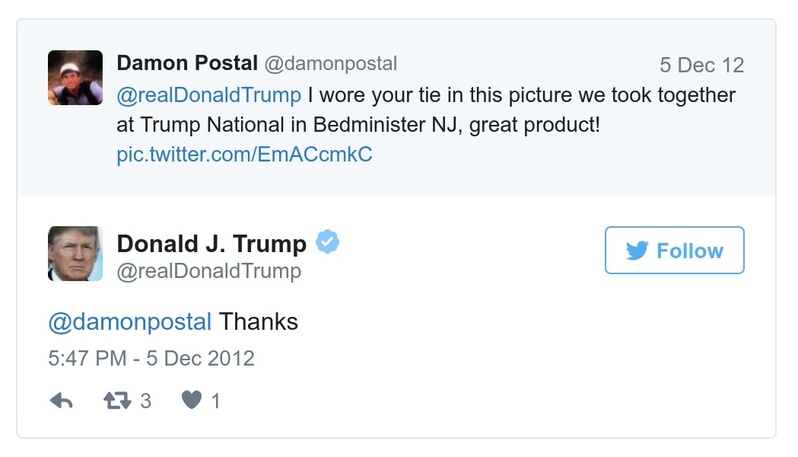 Damon Postal @damonpostal 5 Dec 12
@realDonaldTrump I wore your tie in this picture we took together
at Trump National in Bedminister NJ, great product!
pic.twitter.com/EmACcmkC
Donald J. Trump
@realDonaldTrump
Follow
@damonpostal Thanks
5:47 PM - 5 Dec 2012
3 1